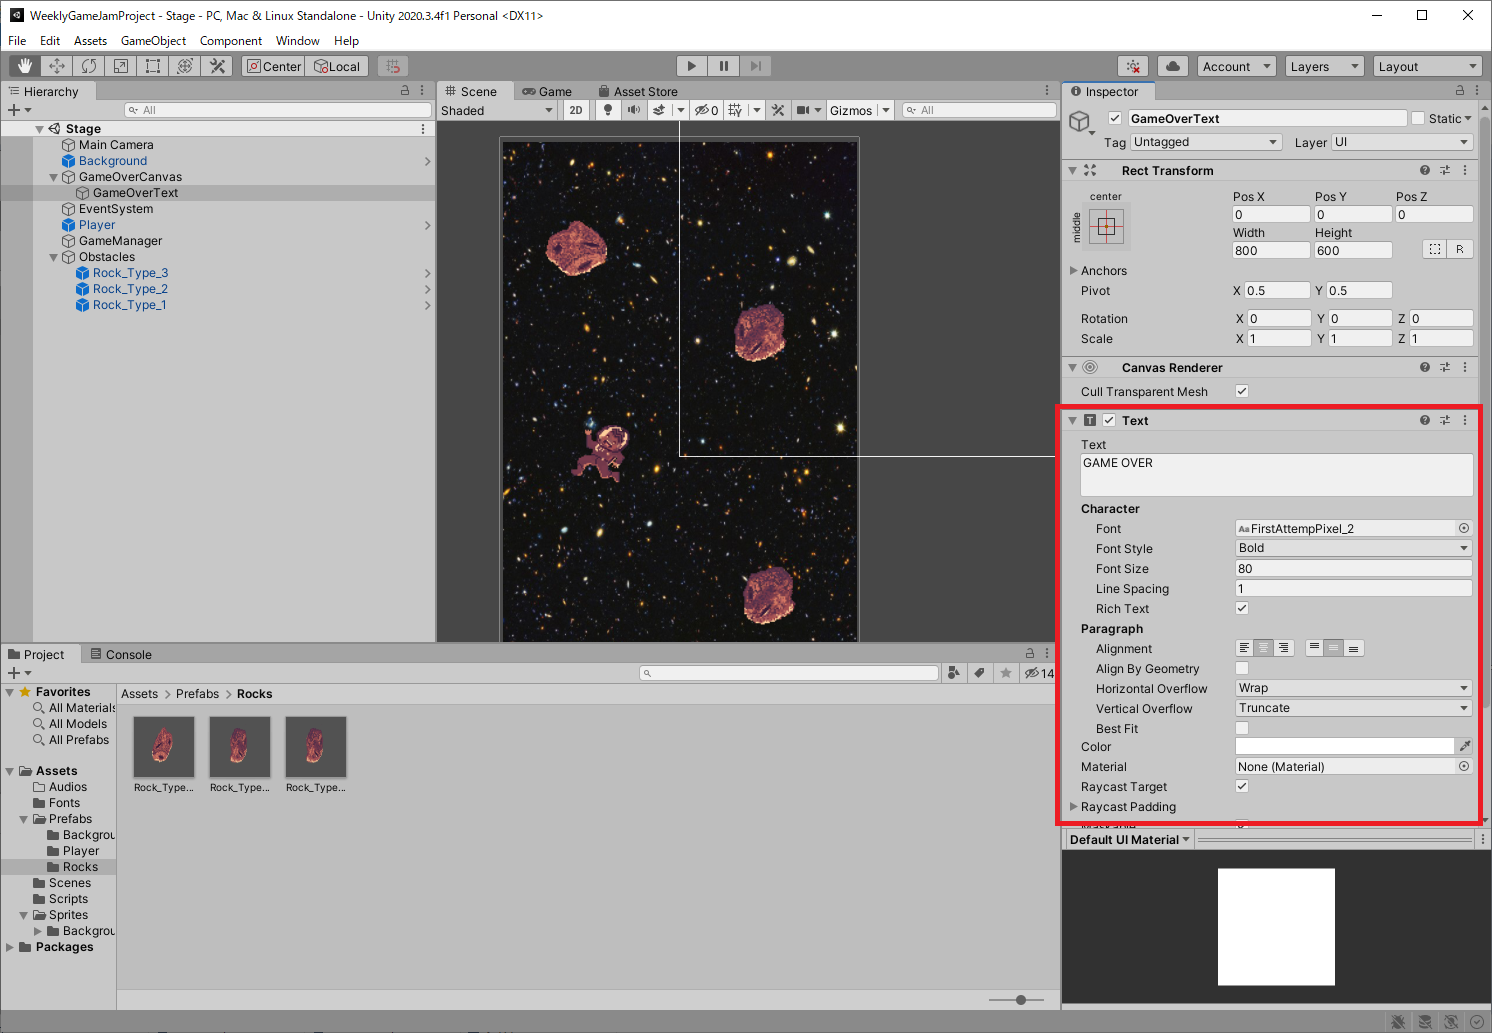 WeeklyGameJamProject - Stage - PC, Mac & Linux Standalone - Unity 2020.3.4f1 Personal <DX11>
File Edit Assets GameObject Component Window Help
Center Local Account Layers Layout
Hierarchy
All
Stage
Main Camera
Background
GameOverCanvas
GameOverText
EventSystem
Player
GameManager
Obstacles
Rock_Type_3
Rock_Type_2
Rock_Type_1
Scene Game Asset Store
Shaded 2D 0 Gizmos All
Inspector
GameOverText Static
Tag Untagged Layer UI
Rect Transform
center
middle
Pos X Pos Y Pos Z
0 0 0
Width Height
800 600 R
Anchors
Pivot X 0.5 Y 0.5
Rotation X 0 Y 0 Z 0
Scale X 1 Y 1 Z 1
Canvas Renderer
Cull Transparent Mesh
T Text
Text
GAME OVER
Character
Font Aa FirstAttempPixel_2
Font Style Bold
Font Size 80
Line Spacing 1
Rich Text
Paragraph
Alignment
Align By Geometry
Horizontal Overflow Wrap
Vertical Overflow Truncate
Best Fit
Color
Material None (Material)
Raycast Target
Raycast Padding
Maskable
Default UI Material
Project Console
14
Favorites
All Materials
All Models
All Prefabs
Assets
Audios
Fonts
Prefabs
Backgrou
Player
Rocks
Scenes
Scripts
Sprites
Backgrou
Packages
Assets > Prefabs > Rocks
Rock_Type... Rock_Type... Rock_Type...